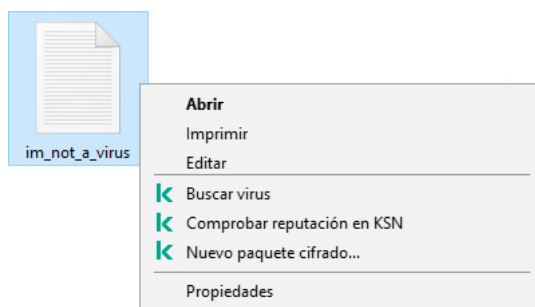 im_not_a_virus
Abrir
Imprimir
Editar
Buscar virus
Comprobar reputación en KSN
Nuevo paquete cifrado...
Propiedades